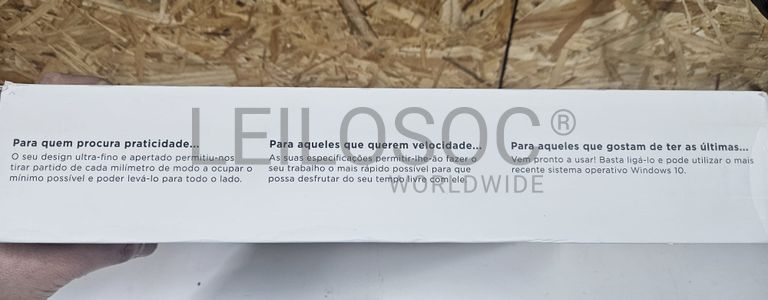 LEILOSOC®
WORLDWIDE
Para quem procura praticidade...
O seu design ultra-fino e apertado permitiu-nos
tirar partido de cada milímetro de modo a ocupar o
mínimo possível e poder levá-lo para todo o lado.
Para aqueles que querem velocidade...
As suas especificações permitir-lhe-ão fazer o
seu trabalho o mais rápido possível para que
possa desfrutar do seu tempo livre com ele.
Para aqueles que gostam de ter as últimas...
Vem pronto a usar! Basta ligá-lo e pode utilizar o mais
recente sistema operativo Windows 10.